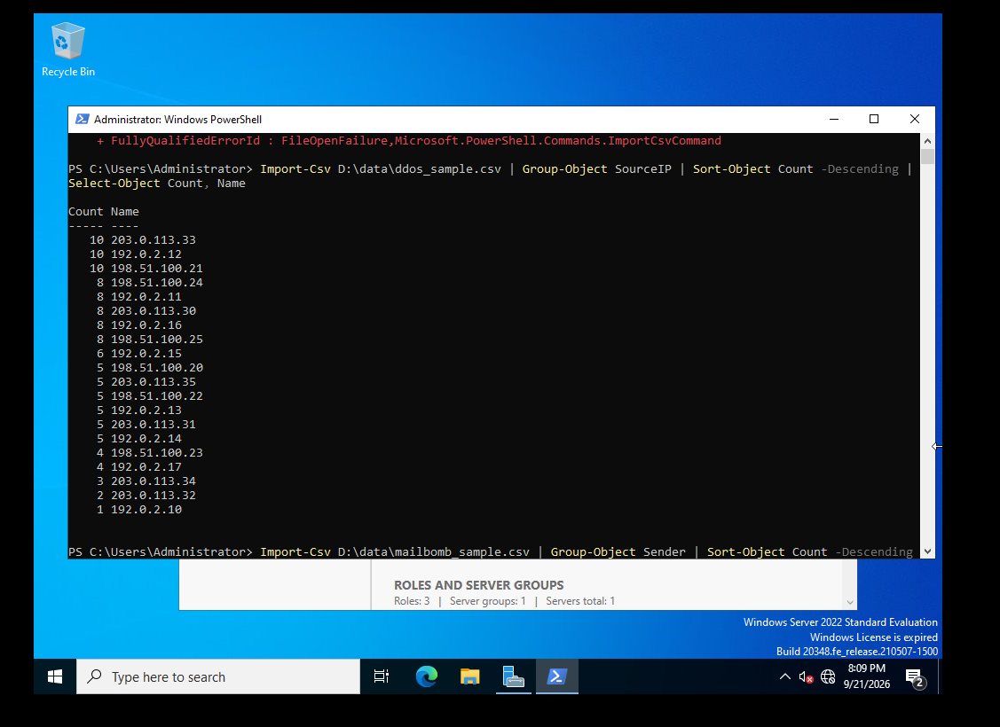 Recycle Bin
Administrator: Windows PowerShell
+ FullyQualifiedErrorId : FileOpenFailure,Microsoft.PowerShell.Commands.ImportCsvCommand
PS C:\Users\Administrator> Import-Csv D:\data\ddos_sample.csv | Group-Object SourceIP | Sort-Object Count -Descending |
Select-Object Count, Name
Count Name
----- ----
10 203.0.113.33
10 192.0.2.12
10 198.51.100.21
8 198.51.100.24
8 192.0.2.11
8 203.0.113.30
8 192.0.2.16
8 198.51.100.25
6 192.0.2.15
5 198.51.100.20
5 203.0.113.35
5 198.51.100.22
5 192.0.2.13
5 203.0.113.31
5 192.0.2.14
4 198.51.100.23
4 192.0.2.17
3 203.0.113.34
2 203.0.113.32
1 192.0.2.10
PS C:\Users\Administrator> Import-Csv D:\data\mailbomb_sample.csv | Group-Object Sender | Sort-Object Count -Descending
ROLES AND SERVER GROUPS
Roles: 3 | Server groups: 1 | Servers total: 1
Windows Server 2022 Standard Evaluation
Windows License is expired
Build 20348.fe_release.210507-1500
Type here to search
8:09 PM
9/21/2026
2